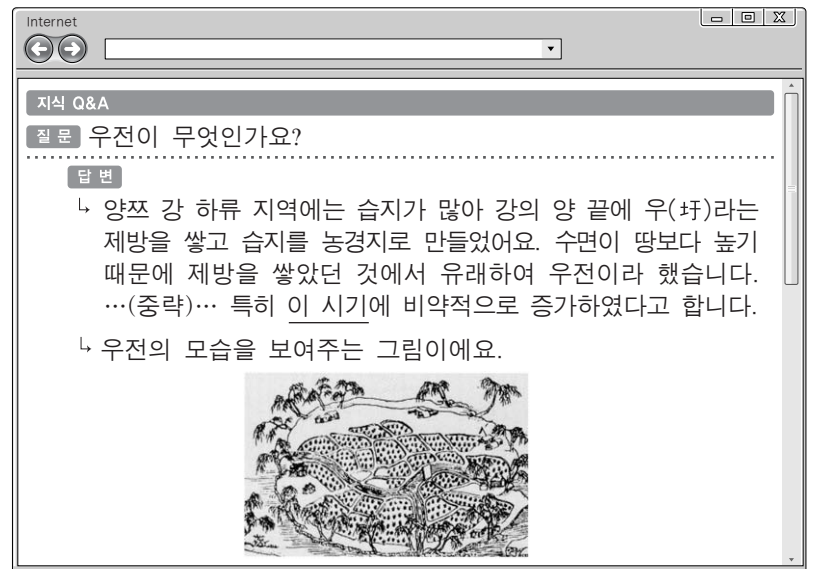 Internet
지식 Q&A
질 문 우전이 무엇인가요?
답 변
↳ 양쯔 강 하류 지역에는 습지가 많아 강의 양 끝에 우(圩)라는
제방을 쌓고 습지를 농경지로 만들었어요. 수면이 땅보다 높기
때문에 제방을 쌓았던 것에서 유래하여 우전이라 했습니다.
…(중략)… 특히 이 시기에 비약적으로 증가하였다고 합니다.
↳ 우전의 모습을 보여주는 그림이에요.